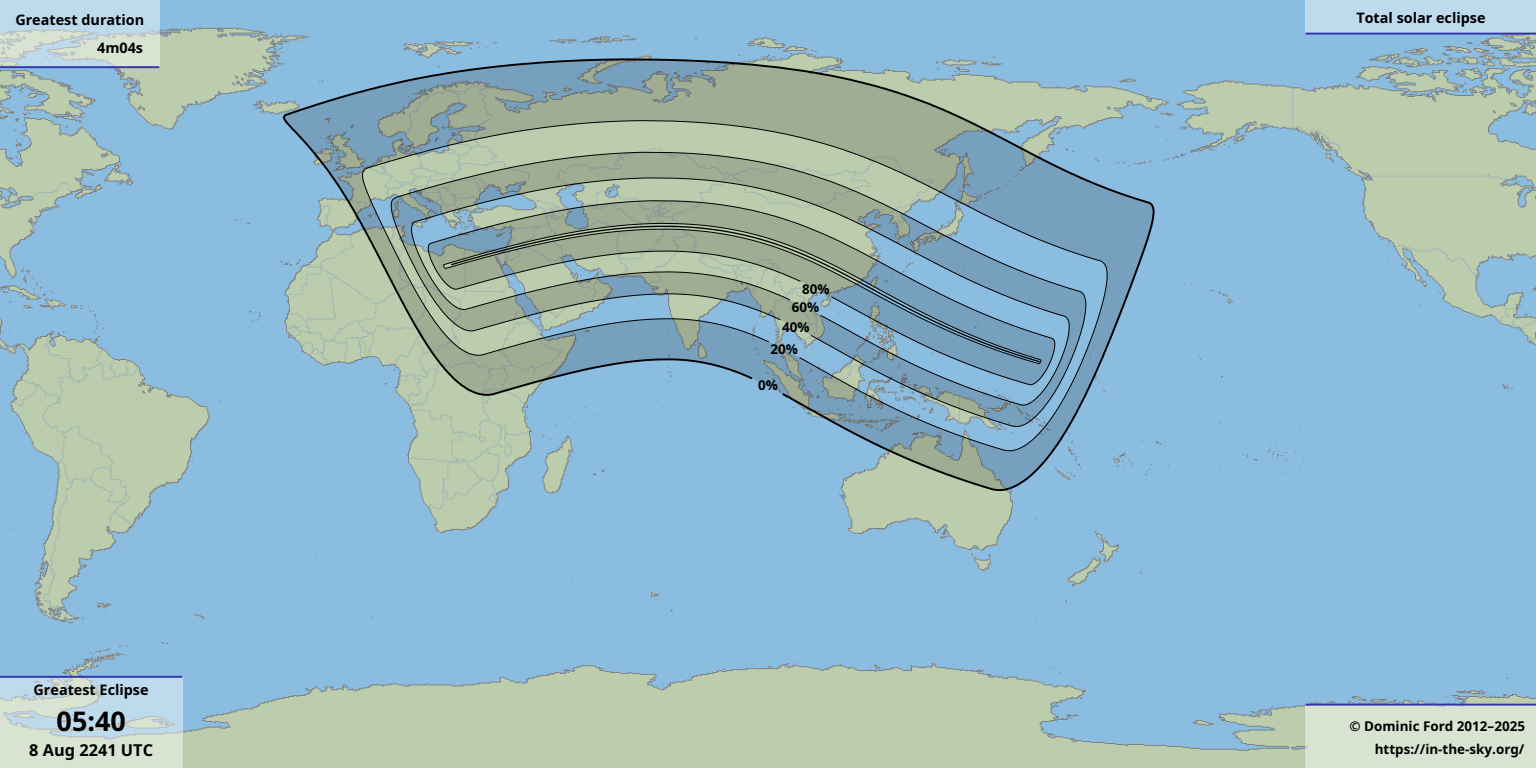 Greatest duration
4m04s
Total solar eclipse
80%
60%
40%
20%
0%
Greatest Eclipse
05:40
8 Aug 2241 UTC
© Dominic Ford 2012–2025
https://in-the-sky.org/